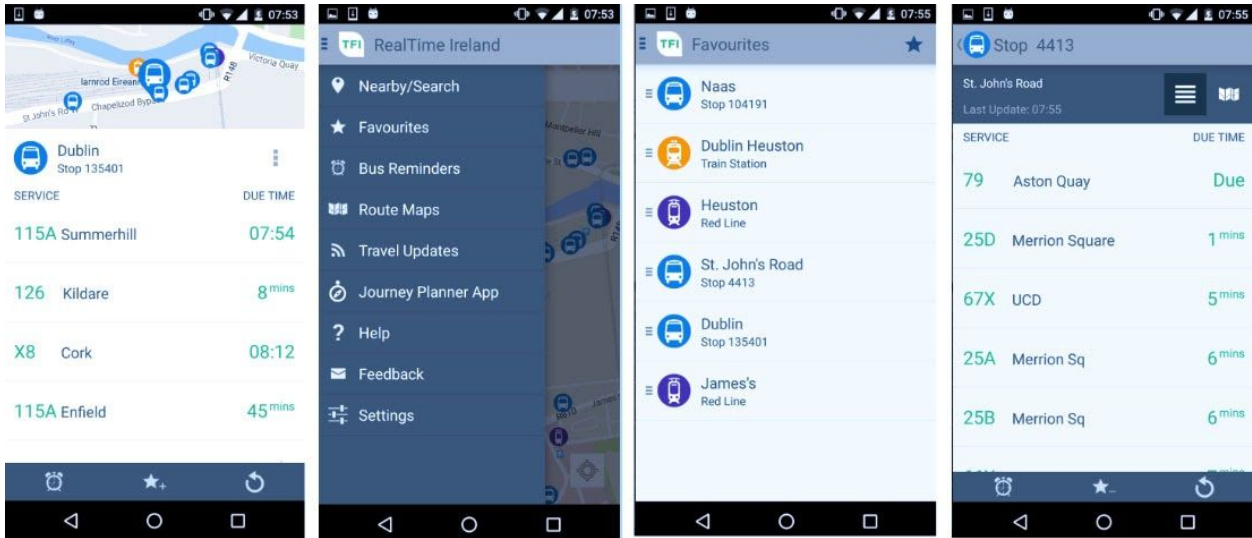 07:53
Victoria Quay
R148
Iarnrod Eireann
Chapelizod Bypass
St John's Rd
Dublin
Stop 135401
SERVICE DUE TIME
115A Summerhill 07:54
126 Kildare 8 mins
X8 Cork 08:12
115A Enfield 45 mins
07:53
TFI RealTime Ireland
Nearby/Search
Favourites
Bus Reminders
Route Maps
Travel Updates
Journey Planner App
Help
Feedback
Settings
Montpelier Hill
07:55
TFI Favourites
Naas
Stop 104191
Dublin Heuston
Train Station
Heuston
Red Line
St. John's Road
Stop 4413
Dublin
Stop 135401
James's
Red Line
07:55
Stop 4413
St. John's Road
Last Update: 07:55
SERVICE DUE TIME
79 Aston Quay Due
25D Merrion Square 1 mins
67X UCD 5 mins
25A Merrion Sq 6 mins
25B Merrion Sq 6 mins